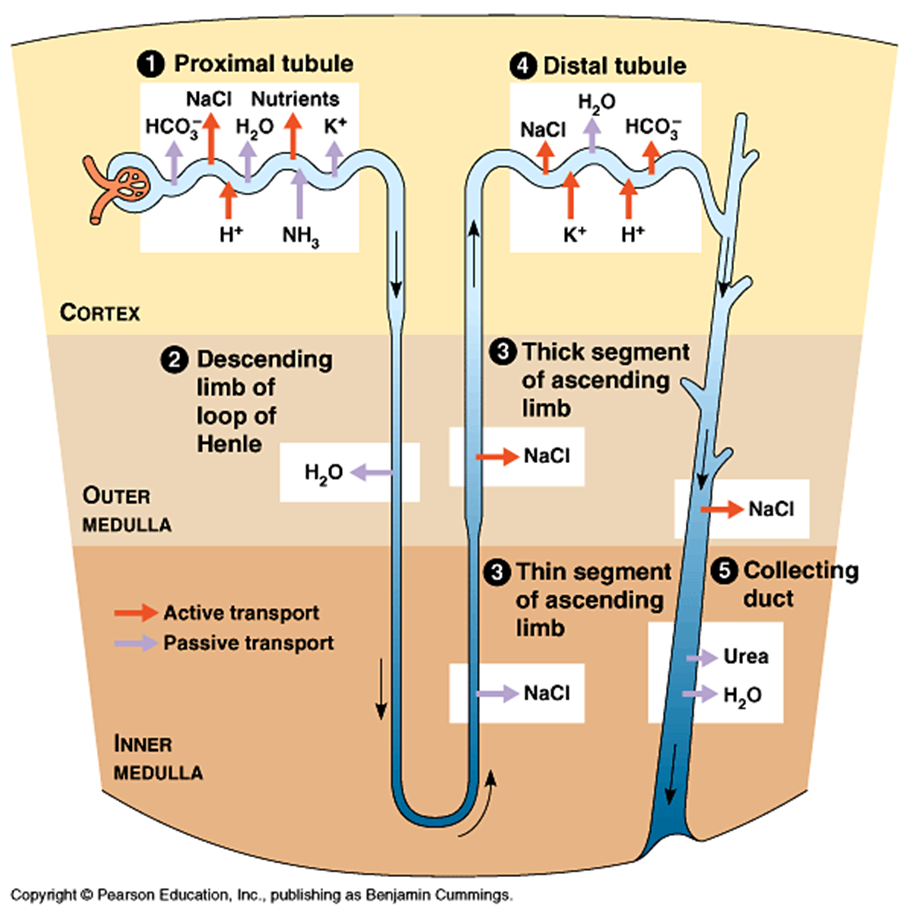 1 Proximal tubule
NaCl Nutrients
HCO₃⁻ H₂O K⁺
H⁺ NH₃
4 Distal tubule
H₂O
NaCl HCO₃⁻
K⁺ H⁺
CORTEX
2 Descending
limb of
loop of
Henle
H₂O
3 Thick segment
of ascending
limb
NaCl
OUTER
MEDULLA
NaCl
3 Thin segment
of ascending
limb
NaCl
5 Collecting
duct
Urea
H₂O
Active transport
Passive transport
INNER
MEDULLA
Copyright © Pearson Education, Inc., publishing as Benjamin Cummings.